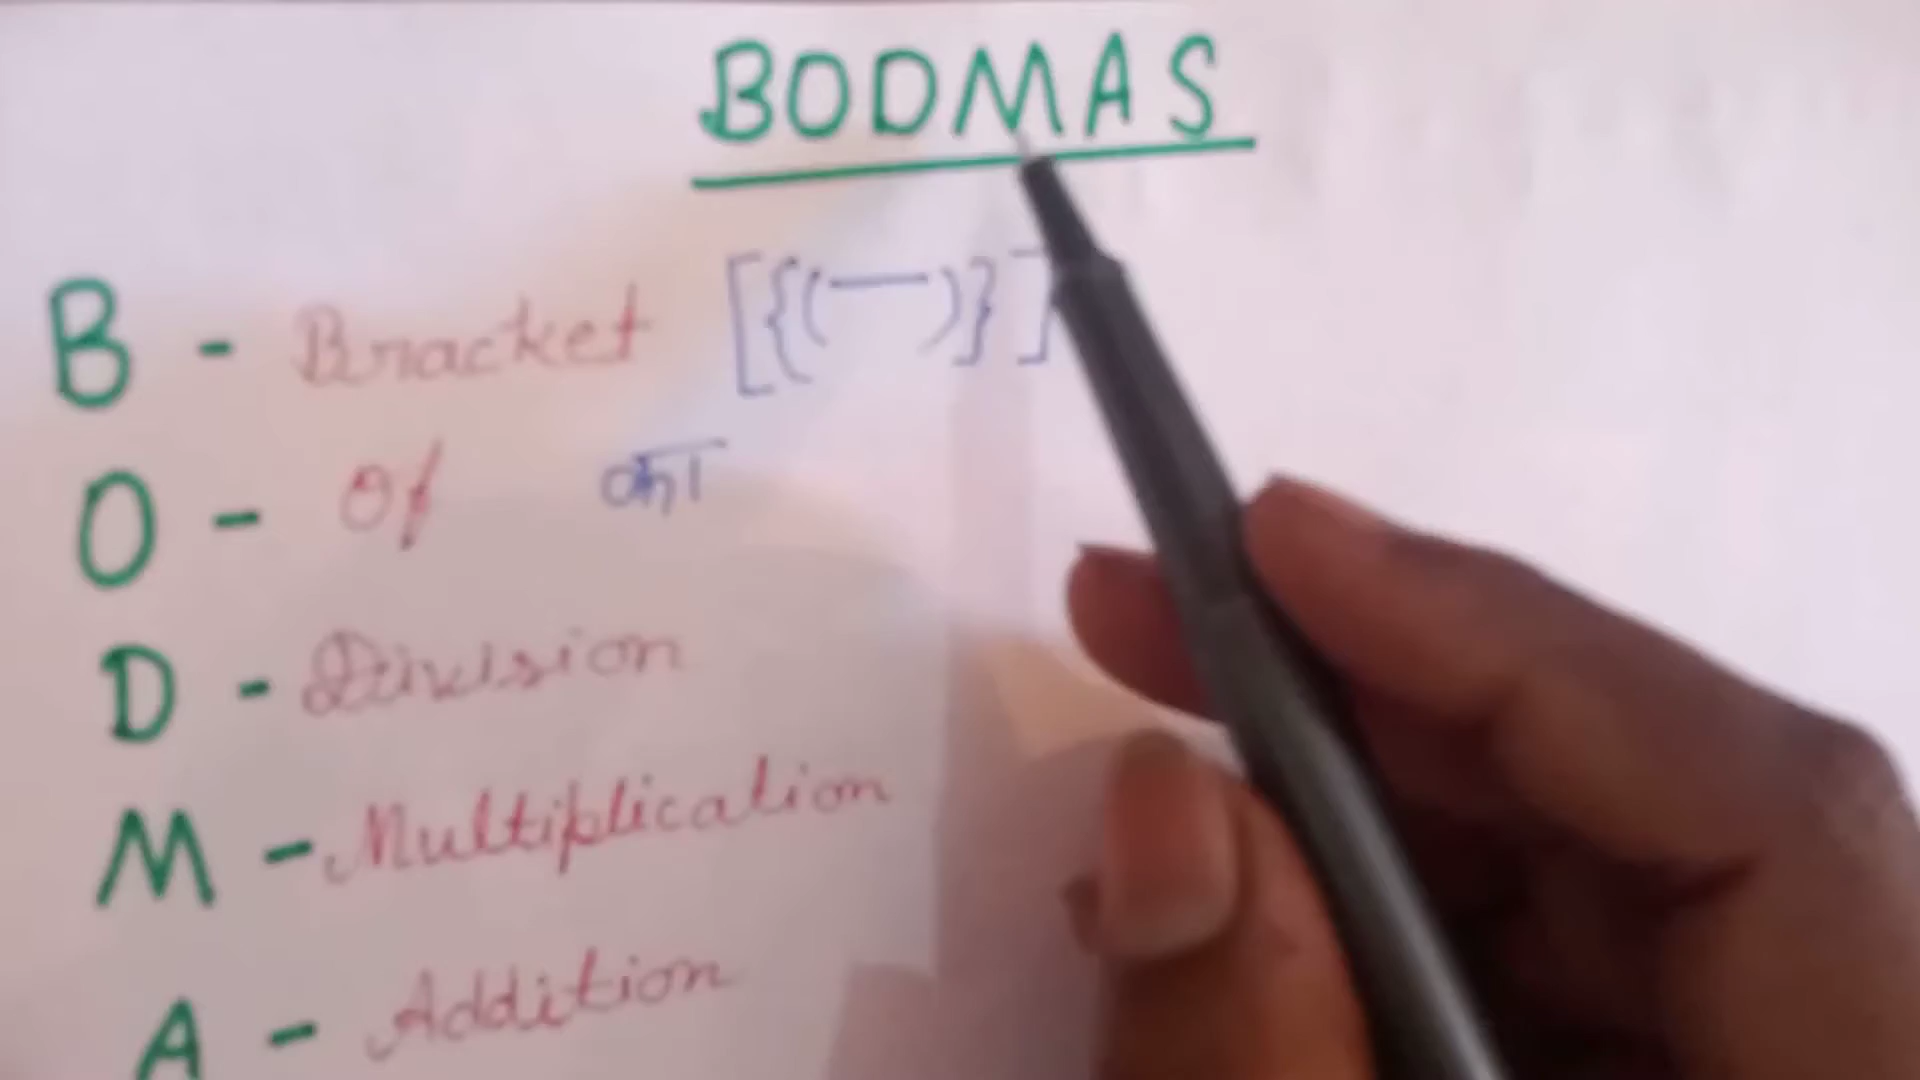 BODMAS
B - Bracket [{(‾)}]
O - Of का
D - Division
M - Multiplication
A - Addition